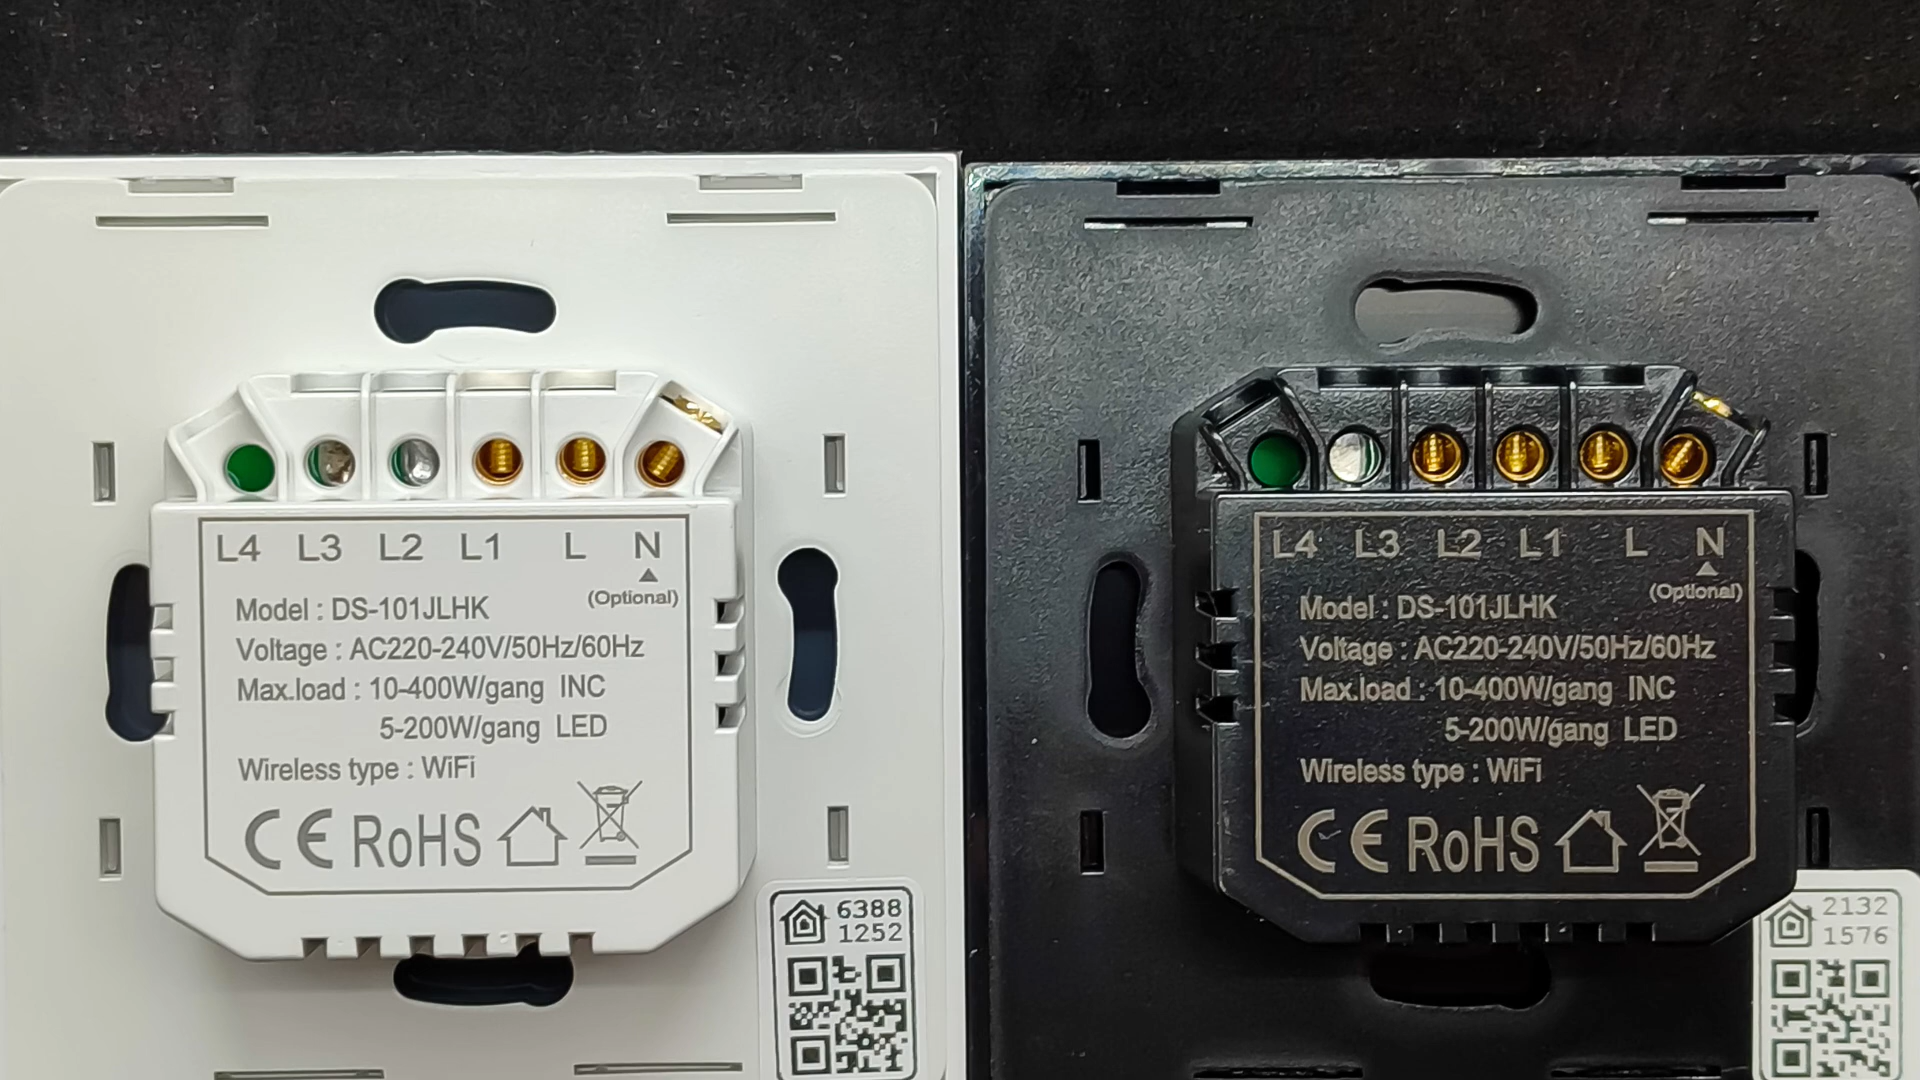 L4 L3 L2 L1 L N
(Optional)
Model : DS-101JLHK
Voltage : AC220-240V/50Hz/60Hz
Max.load : 10-400W/gang INC
5-200W/gang LED
Wireless type : WiFi
CE RoHS
6388
1252
L4 L3 L2 L1 L N
(Optional)
Model : DS-101JLHK
Voltage : AC220-240V/50Hz/60Hz
Max.load : 10-400W/gang INC
5-200W/gang LED
Wireless type : WiFi
CE RoHS
2132
1576